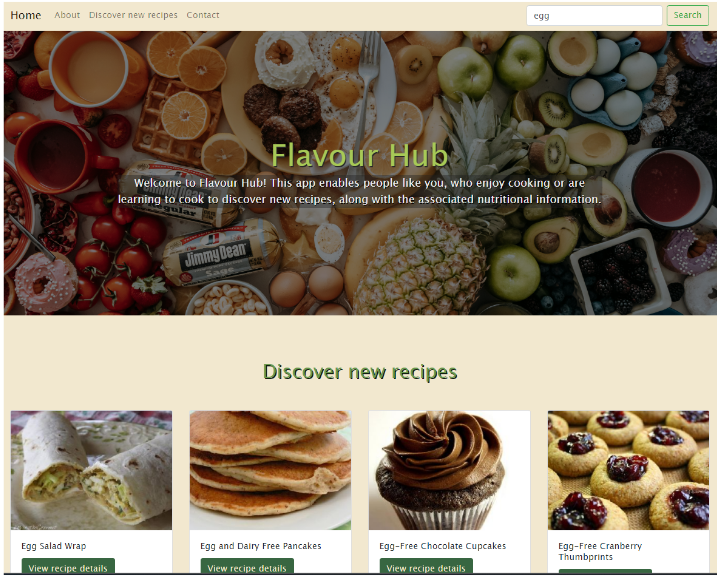 Home About Discover new recipes Contact egg Search
Flavour Hub
Welcome to Flavour Hub! This app enables people like you, who enjoy cooking or are
learning to cook to discover new recipes, along with the associated nutritional information.
Regular
Jimmy Dean
Sage
Discover new recipes
Egg Salad Wrap
View recipe details
Egg and Dairy Free Pancakes
View recipe details
Egg-Free Chocolate Cupcakes
View recipe details
Egg-Free Cranberry
Thumbprints